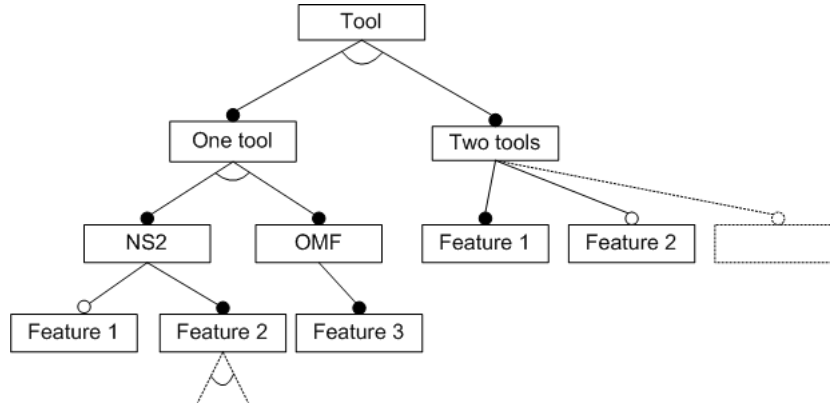 Tool
One tool
Two tools
NS2
OMF
Feature 1
Feature 2
Feature 1
Feature 2
Feature 3